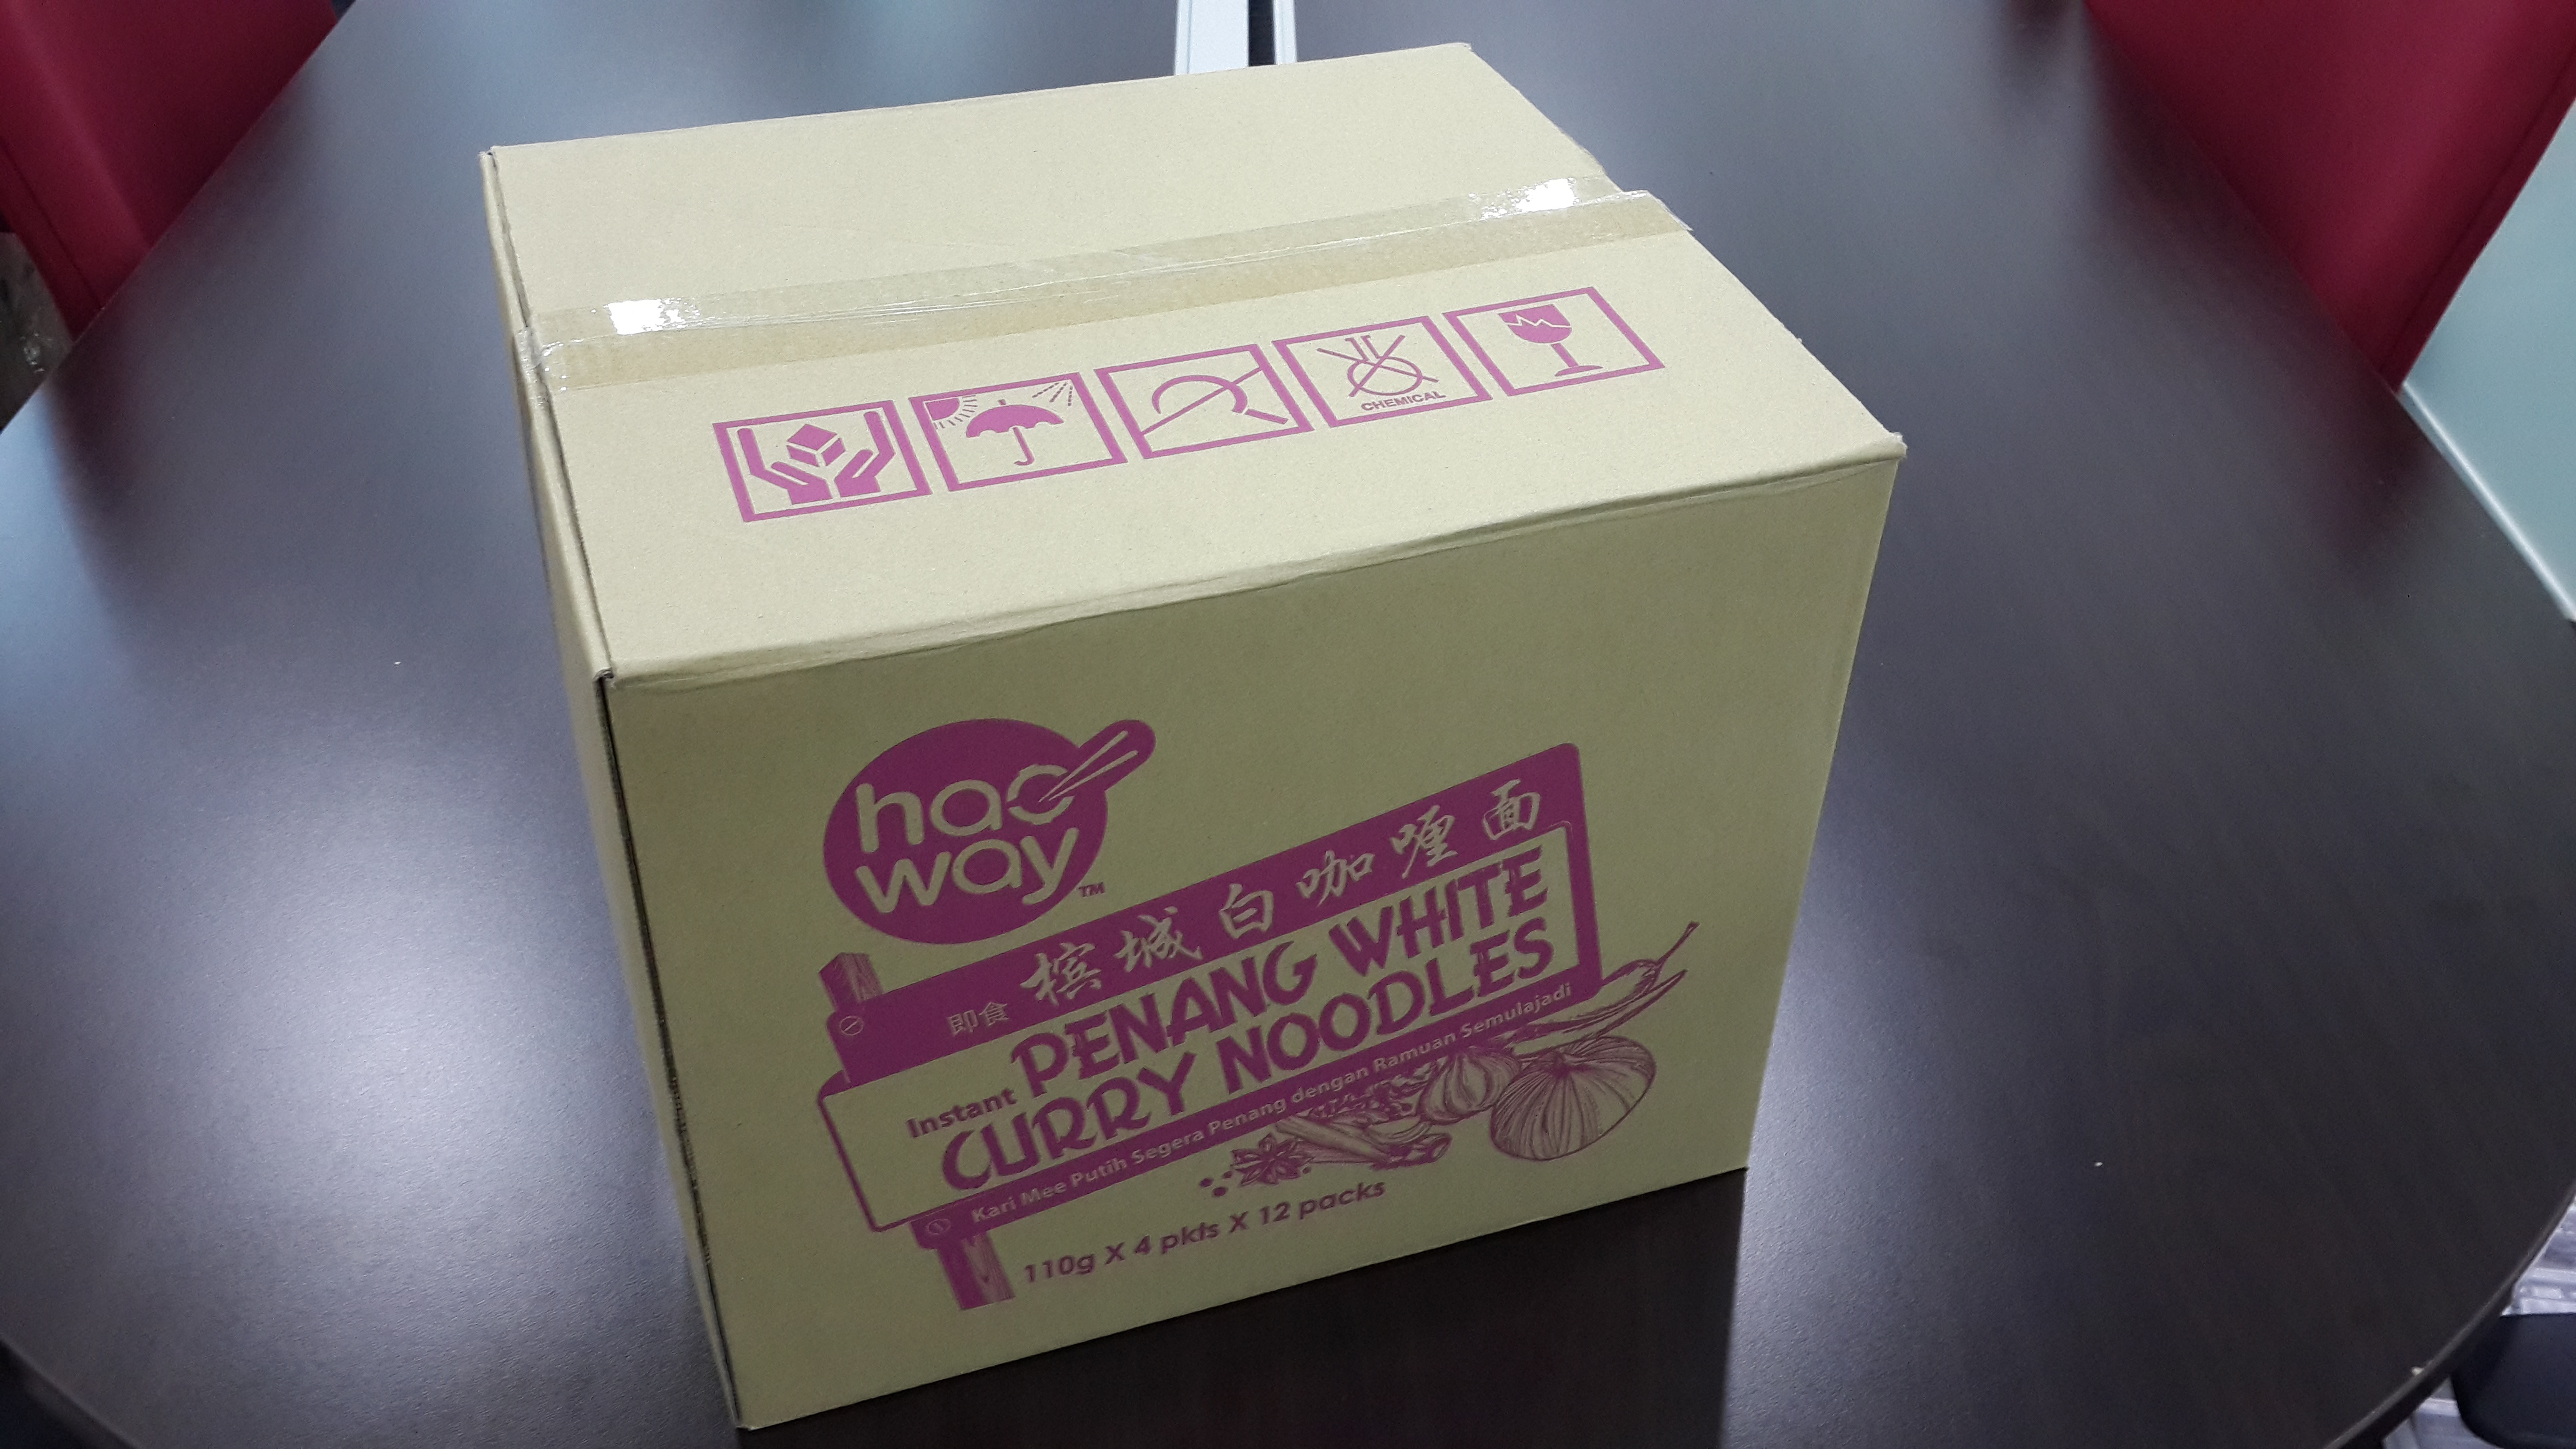 CHEMICAL
hao
way
TM
即食 槟城白咖喱面
Instant PENANG WHITE
CURRY NOODLES
Kari Mee Putih Segera Penang dengan Ramuan Semulajadi
110g X 4 pkts X 12 packs